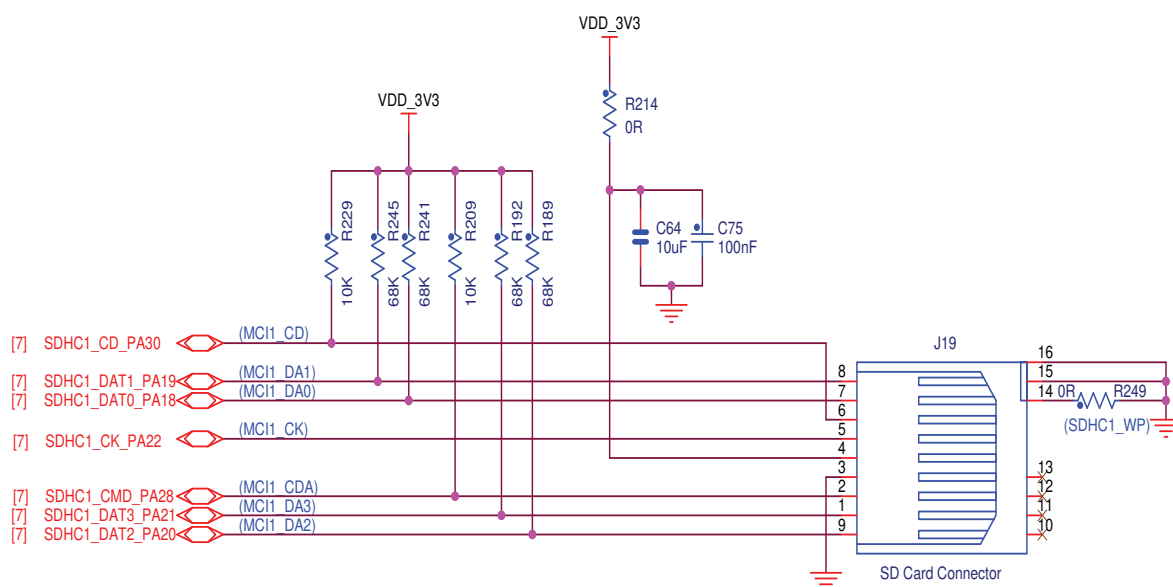 VDD_3V3
VDD_3V3
R214
0R
R229
10K
R245
68K
R241
68K
R209
10K
R192
68K
R189
68K
C64
10uF
C75
100nF
[7] SDHC1_CD_PA30 (MCI1_CD)
[7] SDHC1_DAT1_PA19 (MCI1_DA1)
[7] SDHC1_DAT0_PA18 (MCI1_DA0)
[7] SDHC1_CK_PA22 (MCI1_CK)
[7] SDHC1_CMD_PA28 (MCI1_CDA)
[7] SDHC1_DAT3_PA21 (MCI1_DA3)
[7] SDHC1_DAT2_PA20 (MCI1_DA2)
J19
8
7
6
5
4
3
2
1
9
16
15
14
0R R249
(SDHC1_WP)
13
12
11
10
SD Card Connector